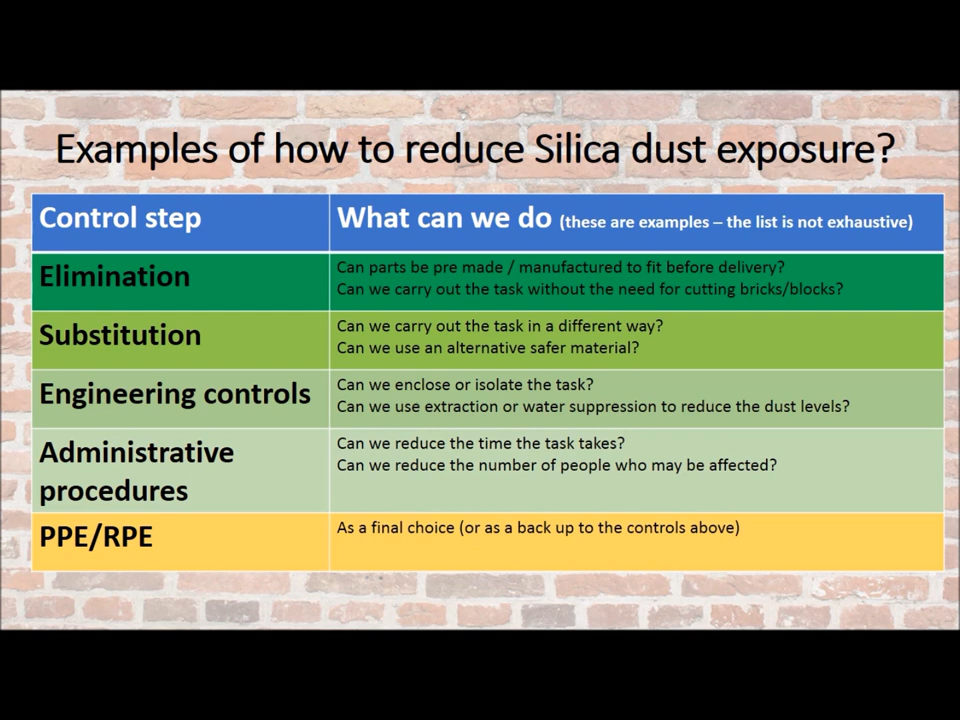 Examples of how to reduce Silica dust exposure?
Control step
What can we do (these are examples – the list is not exhaustive)
Elimination
Can parts be pre made / manufactured to fit before delivery?
Can we carry out the task without the need for cutting bricks/blocks?
Substitution
Can we carry out the task in a different way?
Can we use an alternative safer material?
Engineering controls
Can we enclose or isolate the task?
Can we use extraction or water suppression to reduce the dust levels?
Administrative
procedures
Can we reduce the time the task takes?
Can we reduce the number of people who may be affected?
PPE/RPE
As a final choice (or as a back up to the controls above)